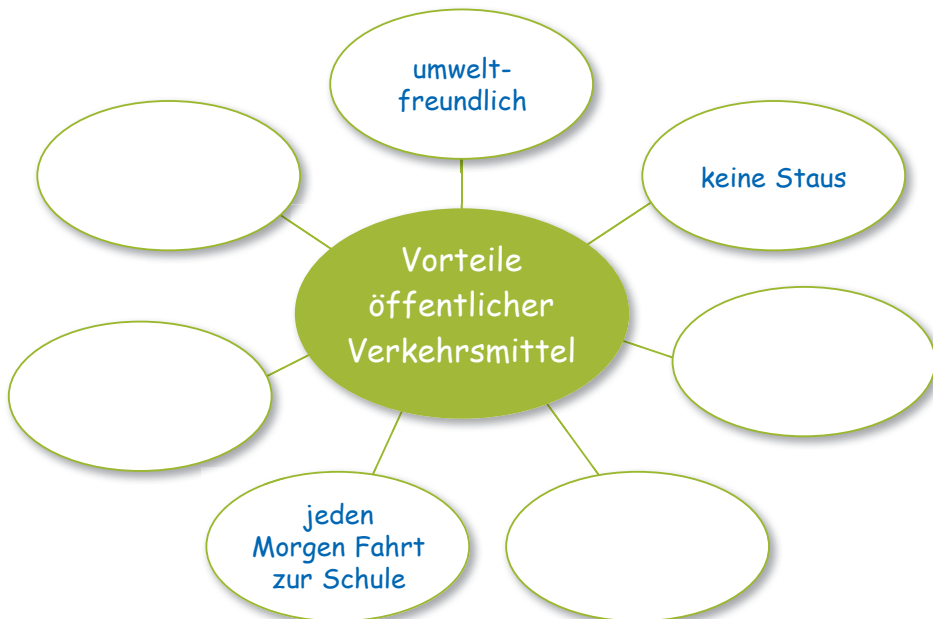 umwelt-
freundlich
keine Staus
Vorteile
öffentlicher
Verkehrsmittel
jeden
Morgen Fahrt
zur Schule